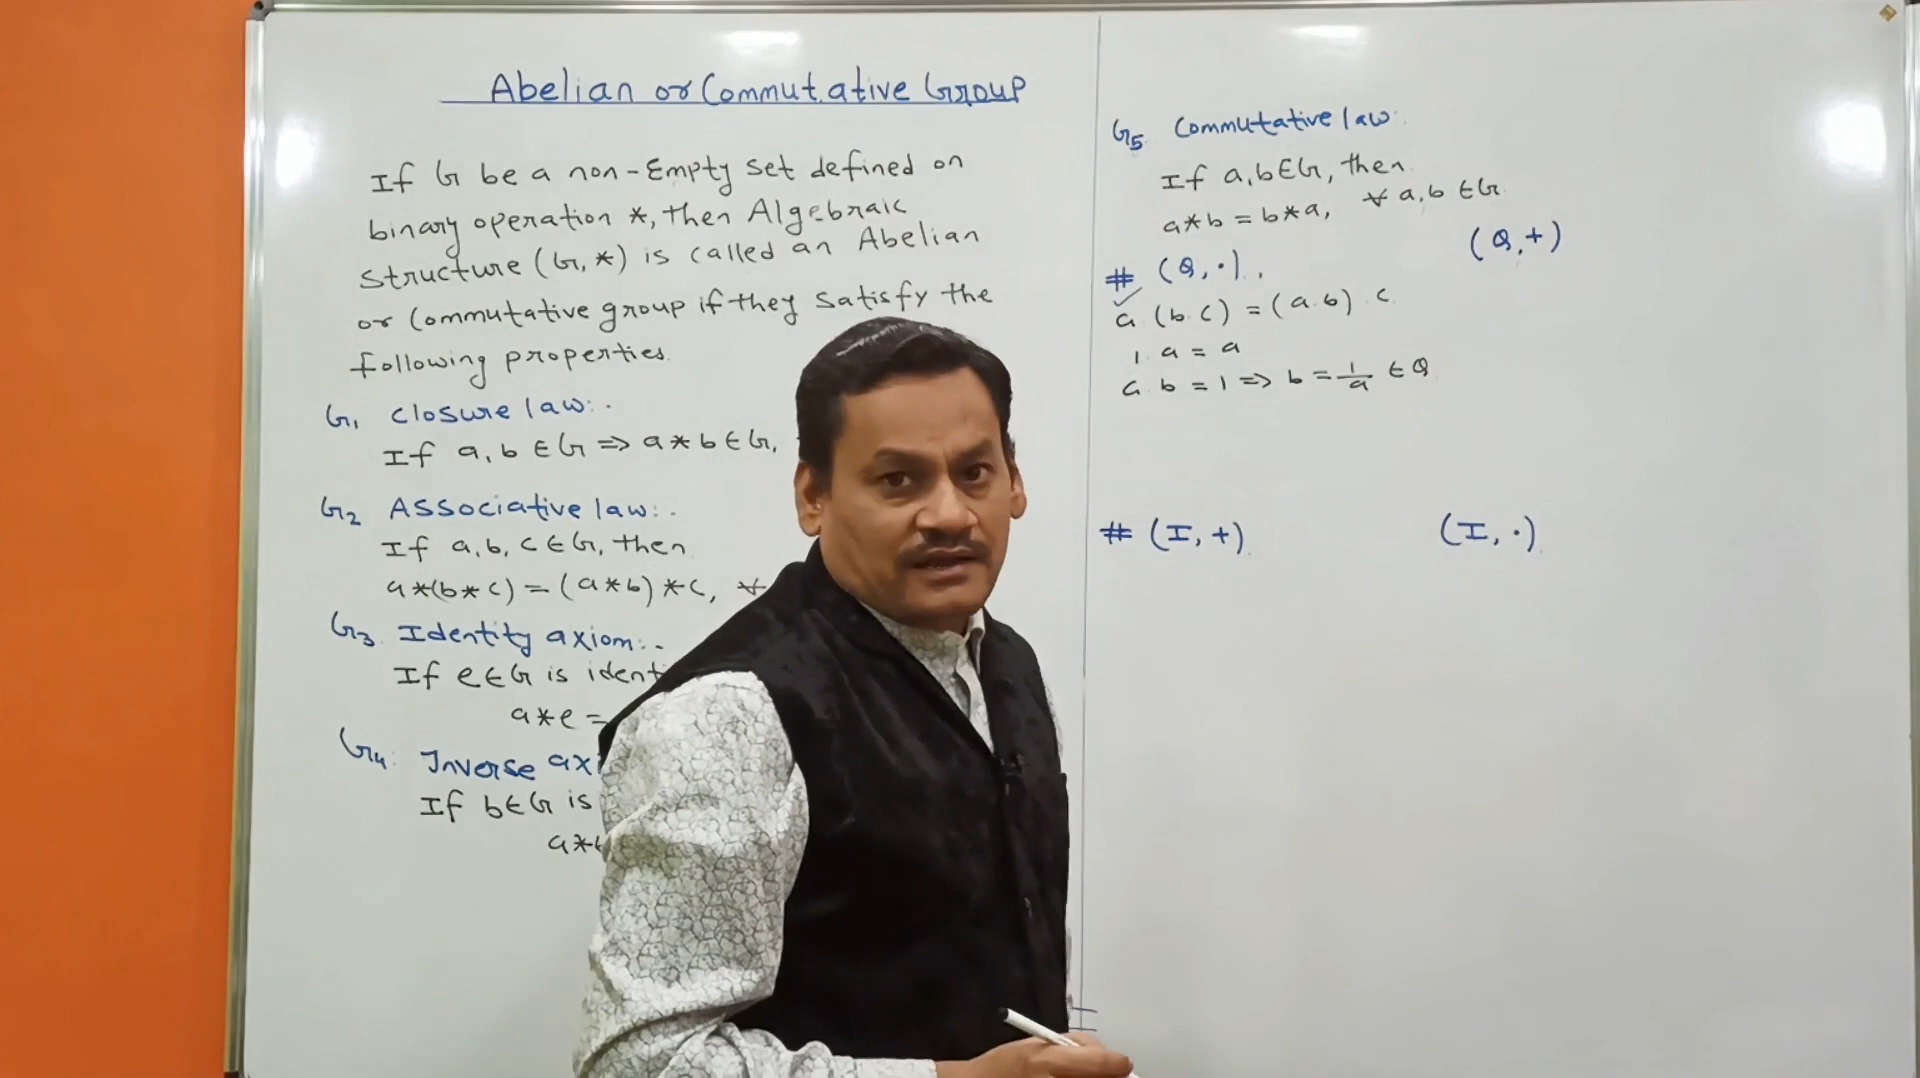 Abelian or Commutative Group
If G be a non-Empty set defined on
binary operation *, then Algebraic
structure (G, *) is called an Abelian
or Commutative group if they satisfy the
following properties.
G₁ Closure law:-
If a, b ∈ G ⇒ a * b ∈ G,
G₂ Associative law:-
If a, b, c ∈ G, then
a*(b*c) = (a*b)*c, ∀
G₃ Identity axiom:-
If e∈G is
a*e =
G₄: Inverse
If b∈G is
G₅ Commutative law:
If a,b∈G, then
a*b = b*a, ∀ a,b ∈G.
(Q,+)
# (Q, ·),
✓
a.(b.c) = (a.b).c
1.a = a
a.b = 1 ⇒ b = 1/a ∈ Q
# (I, +) (I, ·)